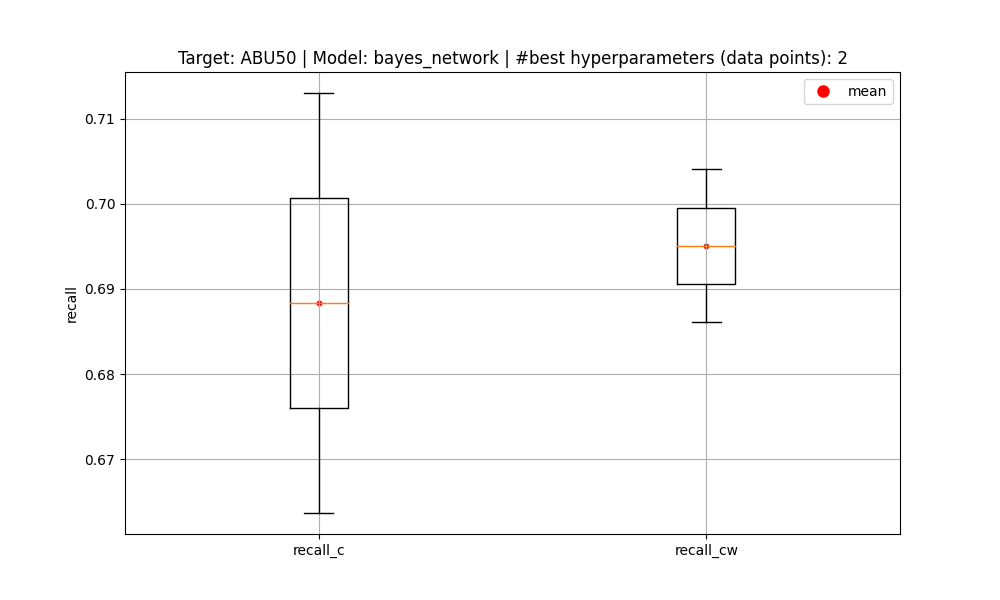 Target: ABU50 | Model: bayes_network | #best hyperparameters (data points): 2
mean
0.71
0.70
0.69
0.68
0.67
recall
recall_c
recall_cw